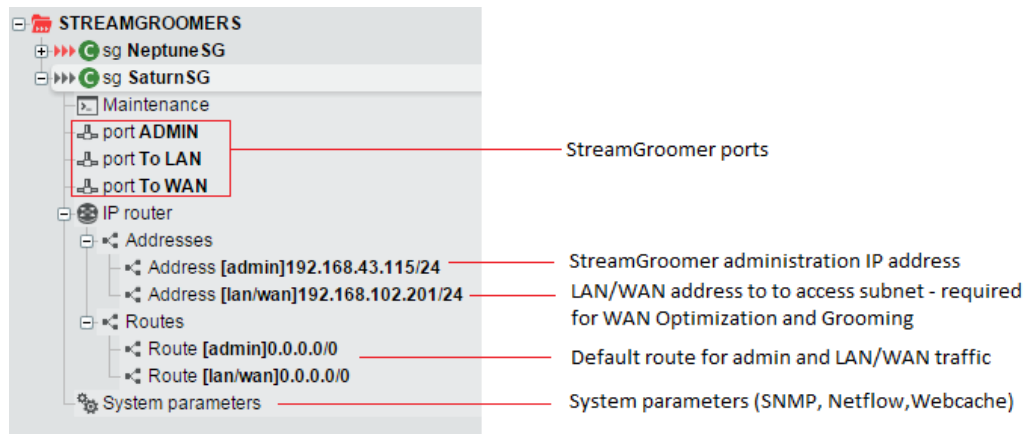 STREAMGROOMERS
sg NeptuneSG
sg SaturnSG
Maintenance
port ADMIN
port To LAN
port To WAN
StreamGroomer ports
IP router
Addresses
Address [admin]192.168.43.115/24
StreamGroomer administration IP address
Address [lan/wan]192.168.102.201/24
LAN/WAN address to to access subnet - required
for WAN Optimization and Grooming
Routes
Route [admin]0.0.0.0/0
Default route for admin and LAN/WAN traffic
Route [lan/wan]0.0.0.0/0
System parameters
System parameters (SNMP, Netflow,Webcache)